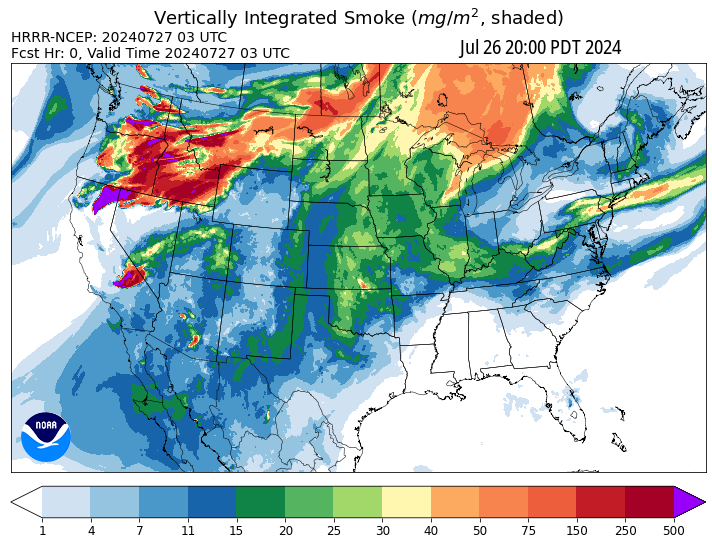 Vertically Integrated Smoke (mg/m², shaded)
HRRR-NCEP: 20240727 03 UTC
Fcst Hr: 0, Valid Time 20240727 03 UTC
Jul 26 20:00 PDT 2024
NOAA
1 4 7 11 15 20 25 30 40 50 75 150 250 500